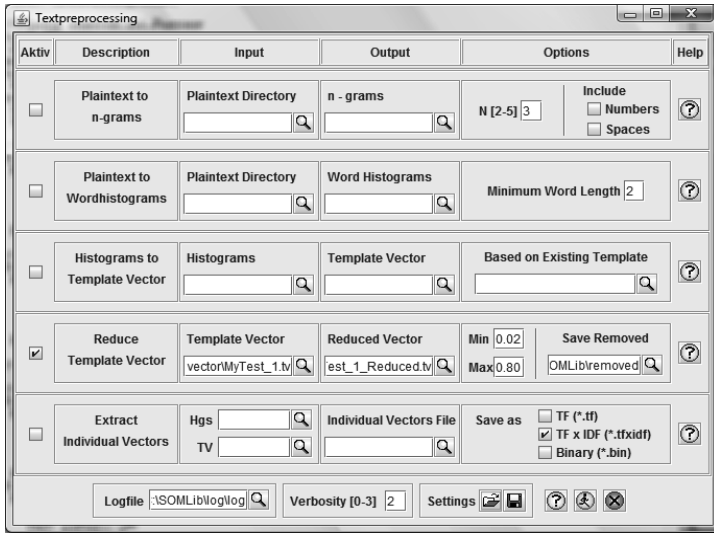 Textpreprocessing
Aktiv Description Input Output Options Help
Plaintext to
n-grams
Plaintext Directory
n - grams
N [2-5] 3
Include
Numbers
Spaces
Plaintext to
Wordhistograms
Plaintext Directory
Word Histograms
Minimum Word Length 2
Histograms to
Template Vector
Histograms
Template Vector
Based on Existing Template
Reduce
Template Vector
Template Vector
vector\MyTest_1.tv
Reduced Vector
est_1_Reduced.tv
Min 0.02
Max 0.80
Save Removed
OMLib\removed
Extract
Individual Vectors
Hgs
TV
Individual Vectors File
Save as
TF (*.tf)
TF x IDF (*.tfxidf)
Binary (*.bin)
Logfile :\SOMLib\log\log Verbosity [0-3] 2 Settings